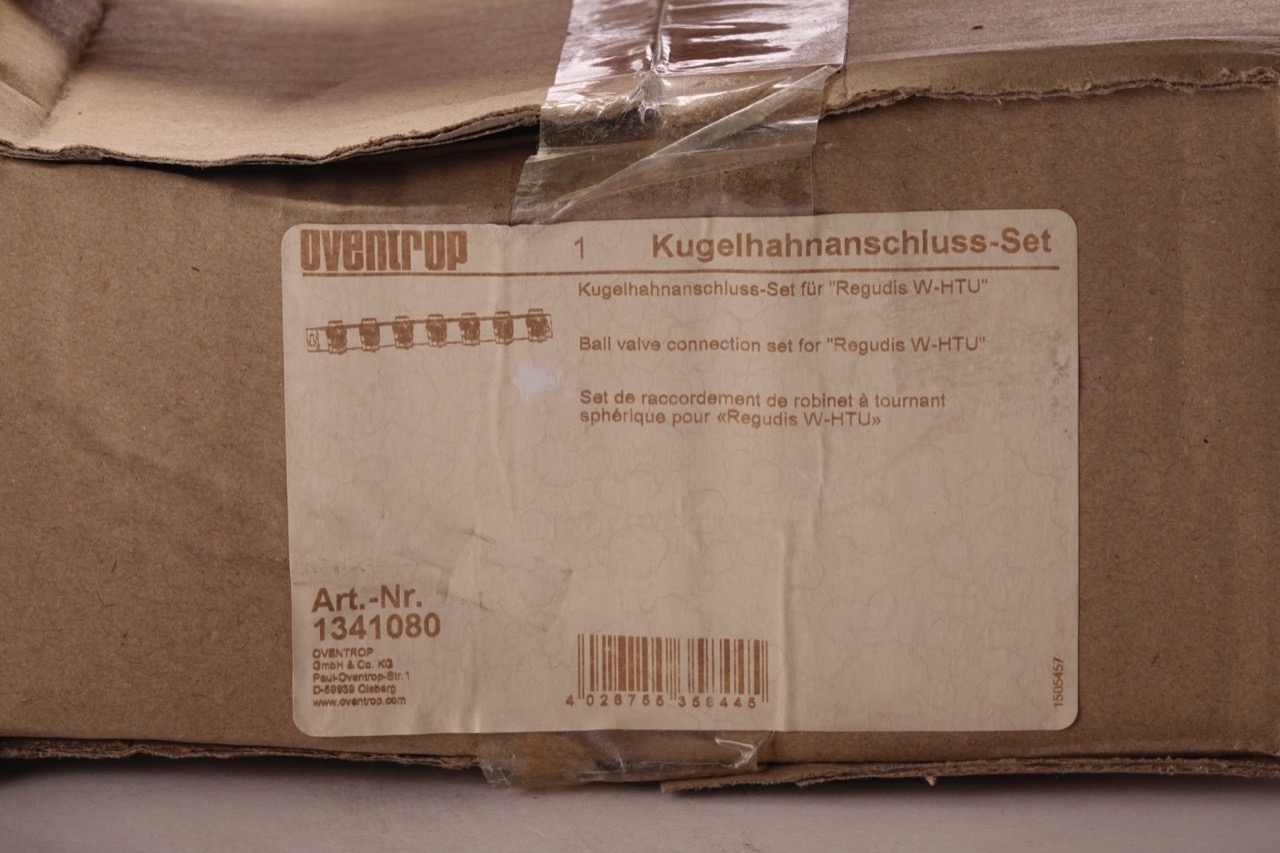 oventrop
1 Kugelhahnanschluss-Set
Kugelhahnanschluss-Set für "Regudis W-HTU"
Ball valve connection set for "Regudis W-HTU"
Set de raccordement de robinet à tournant
sphérique pour «Regudis W-HTU»
Art.-Nr.
1341080
OVENTROP
GmbH & Co. KG
Paul-Oventrop-Str. 1
D-59939 Olsberg
www.oventrop.com
4 026755 358445
1505457